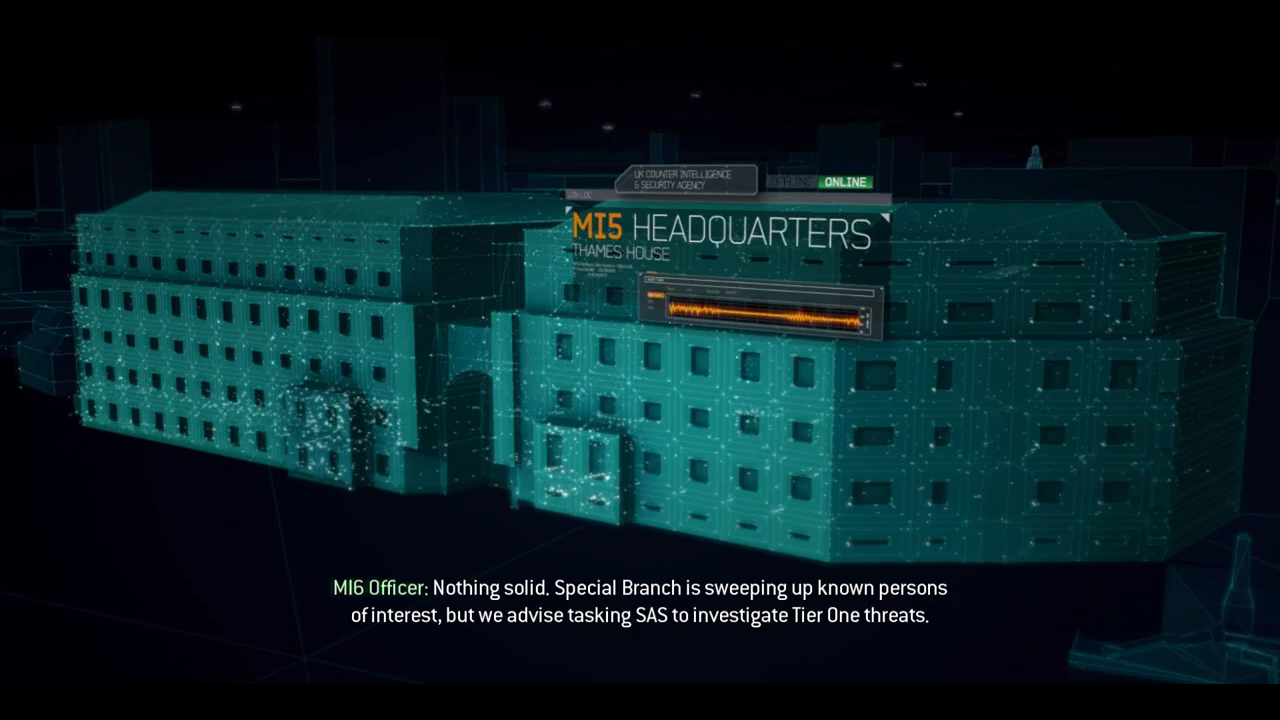 UK COUNTER INTELLIGENCE
& SECURITY AGENCY
OFFLINE ONLINE
MI5 HEADQUARTERS
THAMES HOUSE
MI6 Officer: Nothing solid. Special Branch is sweeping up known persons
of interest, but we advise tasking SAS to investigate Tier One threats.